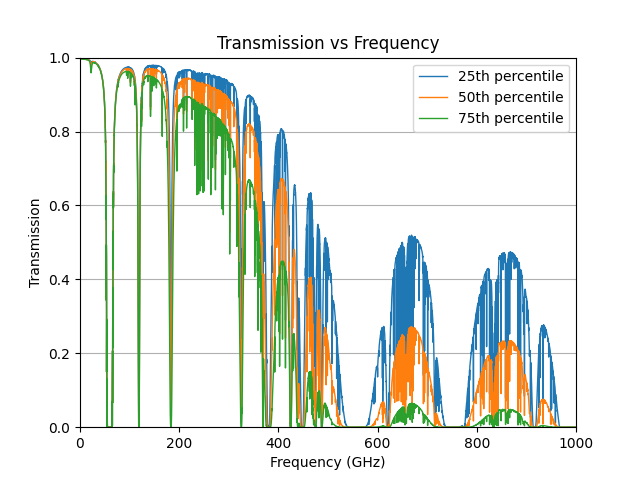 Transmission vs Frequency
1.0
0.8
0.6
0.4
0.2
0.0
Transmission
25th percentile
50th percentile
75th percentile
0 200 400 600 800 1000
Frequency (GHz)